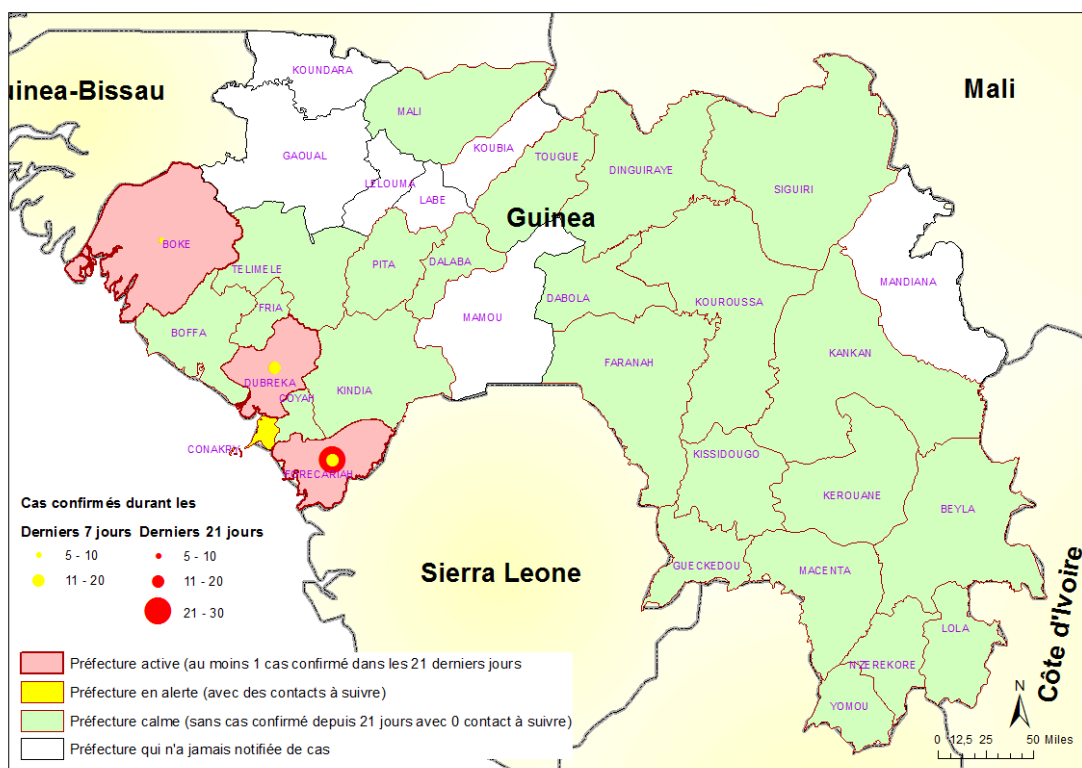 KOUNDARA
uinea-Bissau
Mali
MALI
KOUBIA
GAOUAL
TOUGUE
DINGUIRAYE
LELOUMA
LABE
SIGUIRI
Guinea
BOKE
TELIMELE
PITA
DALABA
MANDIANA
DABOLA
KOUROUSSA
FRIA
MAMOU
BOFFA
KANKAN
FARANAH
DUBREKA
COYAH
KINDIA
CONAKRY
FORECARIAH
KISSIDOUGO
KEROUANE
BEYLA
GUECKEDOU
MACENTA
Sierra Leone
Côte d'Ivoire
LOLA
N'ZEREKORE
YOMOU
Cas confirmés durant les
Derniers 7 jours Derniers 21 jours
5 - 10 5 - 10
11 - 20 11 - 20
21 - 30
Préfecture active (au moins 1 cas confirmé dans les 21 derniers jours
Préfecture en alerte (avec des contacts à suivre)
Préfecture calme (sans cas confirmé depuis 21 jours avec 0 contact à suivre)
Préfecture qui n'a jamais notifiée de cas
N
0 12,5 25 50 Miles